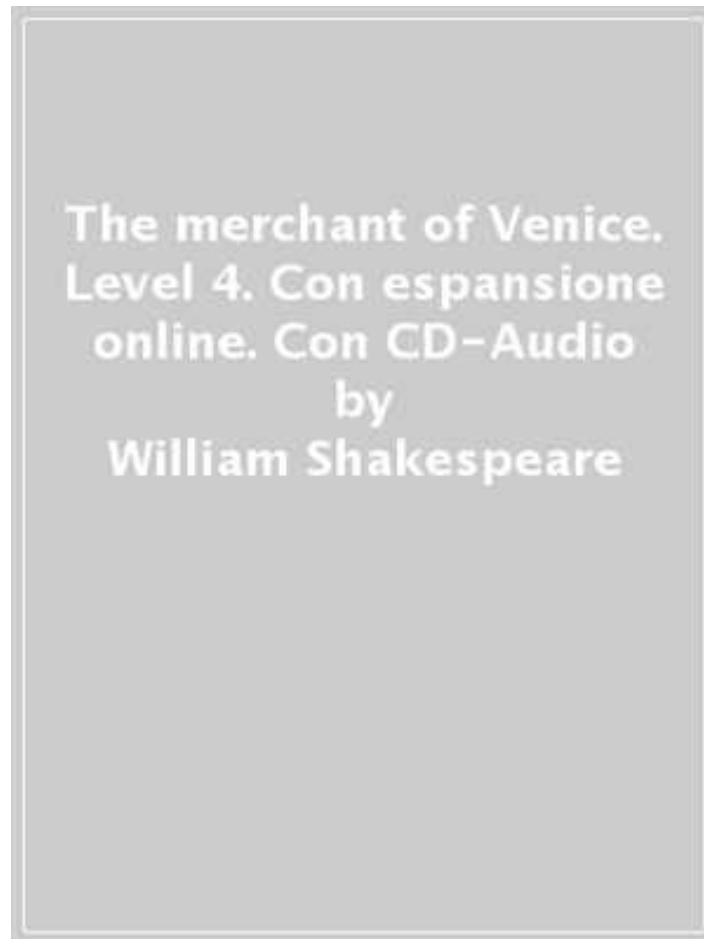 The merchant of Venice.
Level 4. Con espansione
online. Con CD-Audio
by
William Shakespeare